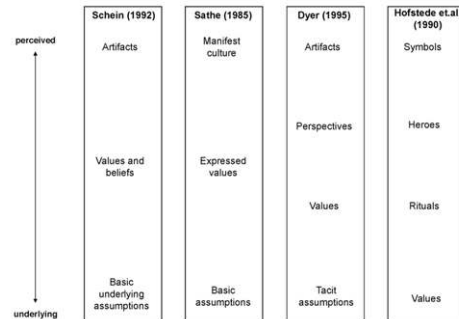 Schein (1992)
Sathe (1985)
Dyer (1995)
Hofstede et.al
(1990)
perceived
Artifacts
Manifest
culture
Artifacts
Symbols
Perspectives
Heroes
Values and
beliefs
Expressed
values
Values
Rituals
Basic
underlying
assumptions
Basic
assumptions
Tacit
assumptions
Values
underlying